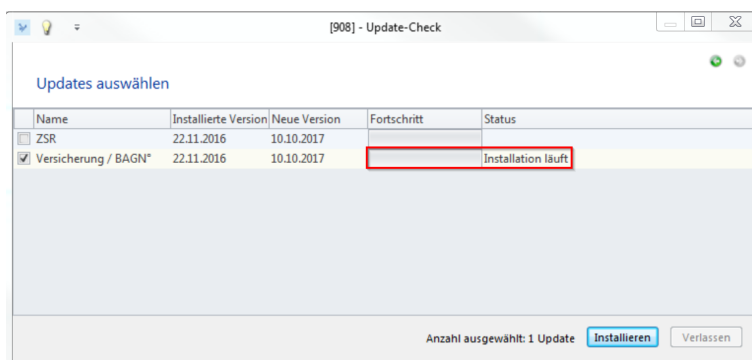 [908] - Update-Check
Updates auswählen
Name Installierte Version Neue Version Fortschritt Status
ZSR 22.11.2016 10.10.2017
Versicherung / BAGN° 22.11.2016 10.10.2017 Installation läuft
Anzahl ausgewählt: 1 Update Installieren Verlassen